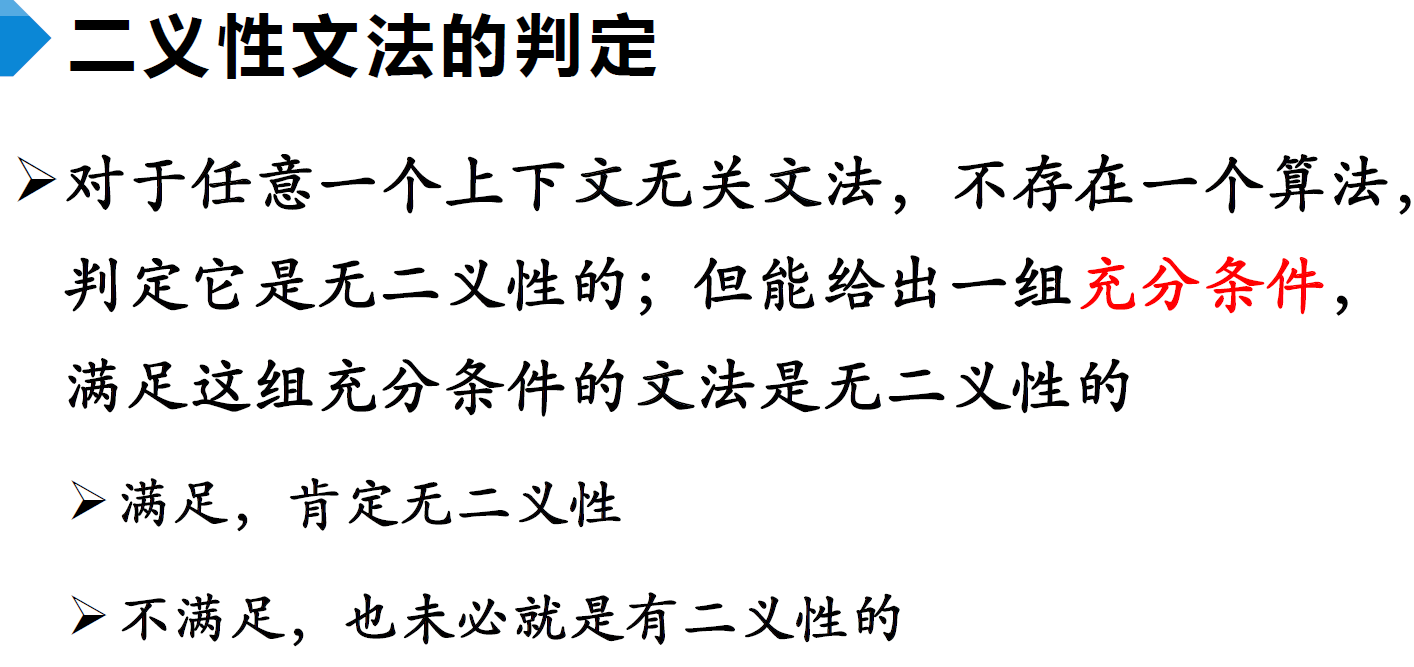 二义性文法的判定
对于任意一个上下文无关文法，不存在一个算法，
判定它是无二义性的；但能给出一组充分条件，
满足这组充分条件的文法是无二义性的
满足，肯定无二义性
不满足，也未必就是有二义性的